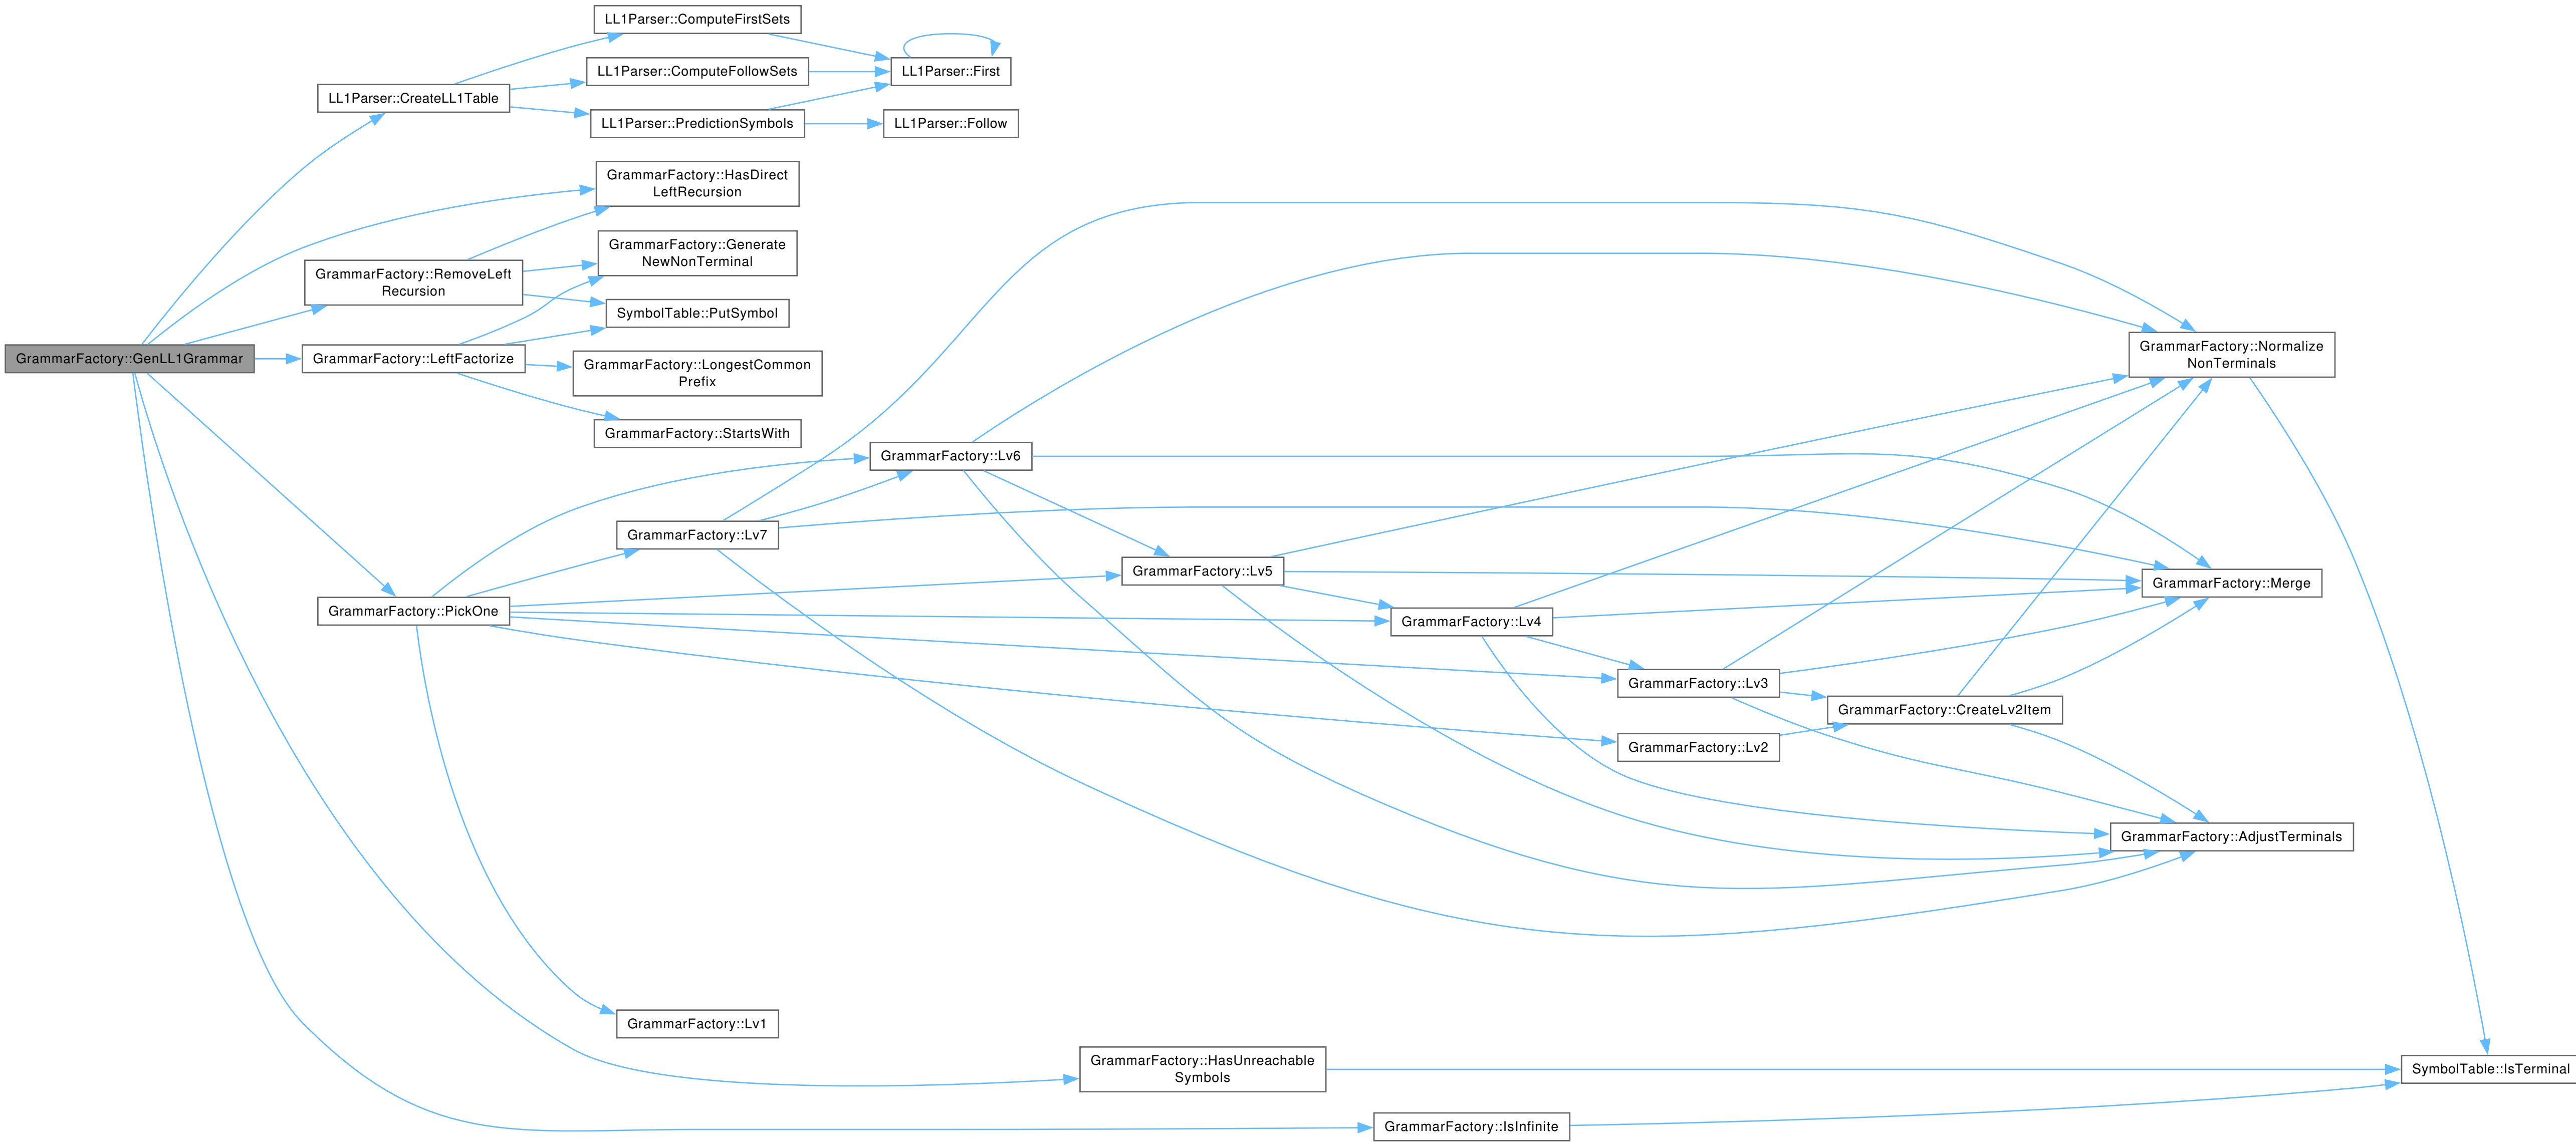 LL1Parser::ComputeFirstSets
LL1Parser::ComputeFollowSets
LL1Parser::First
LL1Parser::CreateLL1Table
LL1Parser::PredictionSymbols
LL1Parser::Follow
GrammarFactory::HasDirect
LeftRecursion
GrammarFactory::Generate
NewNonTerminal
GrammarFactory::RemoveLeft
Recursion
SymbolTable::PutSymbol
GrammarFactory::GenLL1Grammar
GrammarFactory::LeftFactorize
GrammarFactory::LongestCommon
Prefix
GrammarFactory::StartsWith
GrammarFactory::Normalize
NonTerminals
GrammarFactory::Lv6
GrammarFactory::Lv7
GrammarFactory::Lv5
GrammarFactory::Merge
GrammarFactory::PickOne
GrammarFactory::Lv4
GrammarFactory::Lv3
GrammarFactory::CreateLv2Item
GrammarFactory::Lv2
GrammarFactory::AdjustTerminals
GrammarFactory::Lv1
GrammarFactory::HasUnreachable
Symbols
SymbolTable::IsTerminal
GrammarFactory::IsInfinite